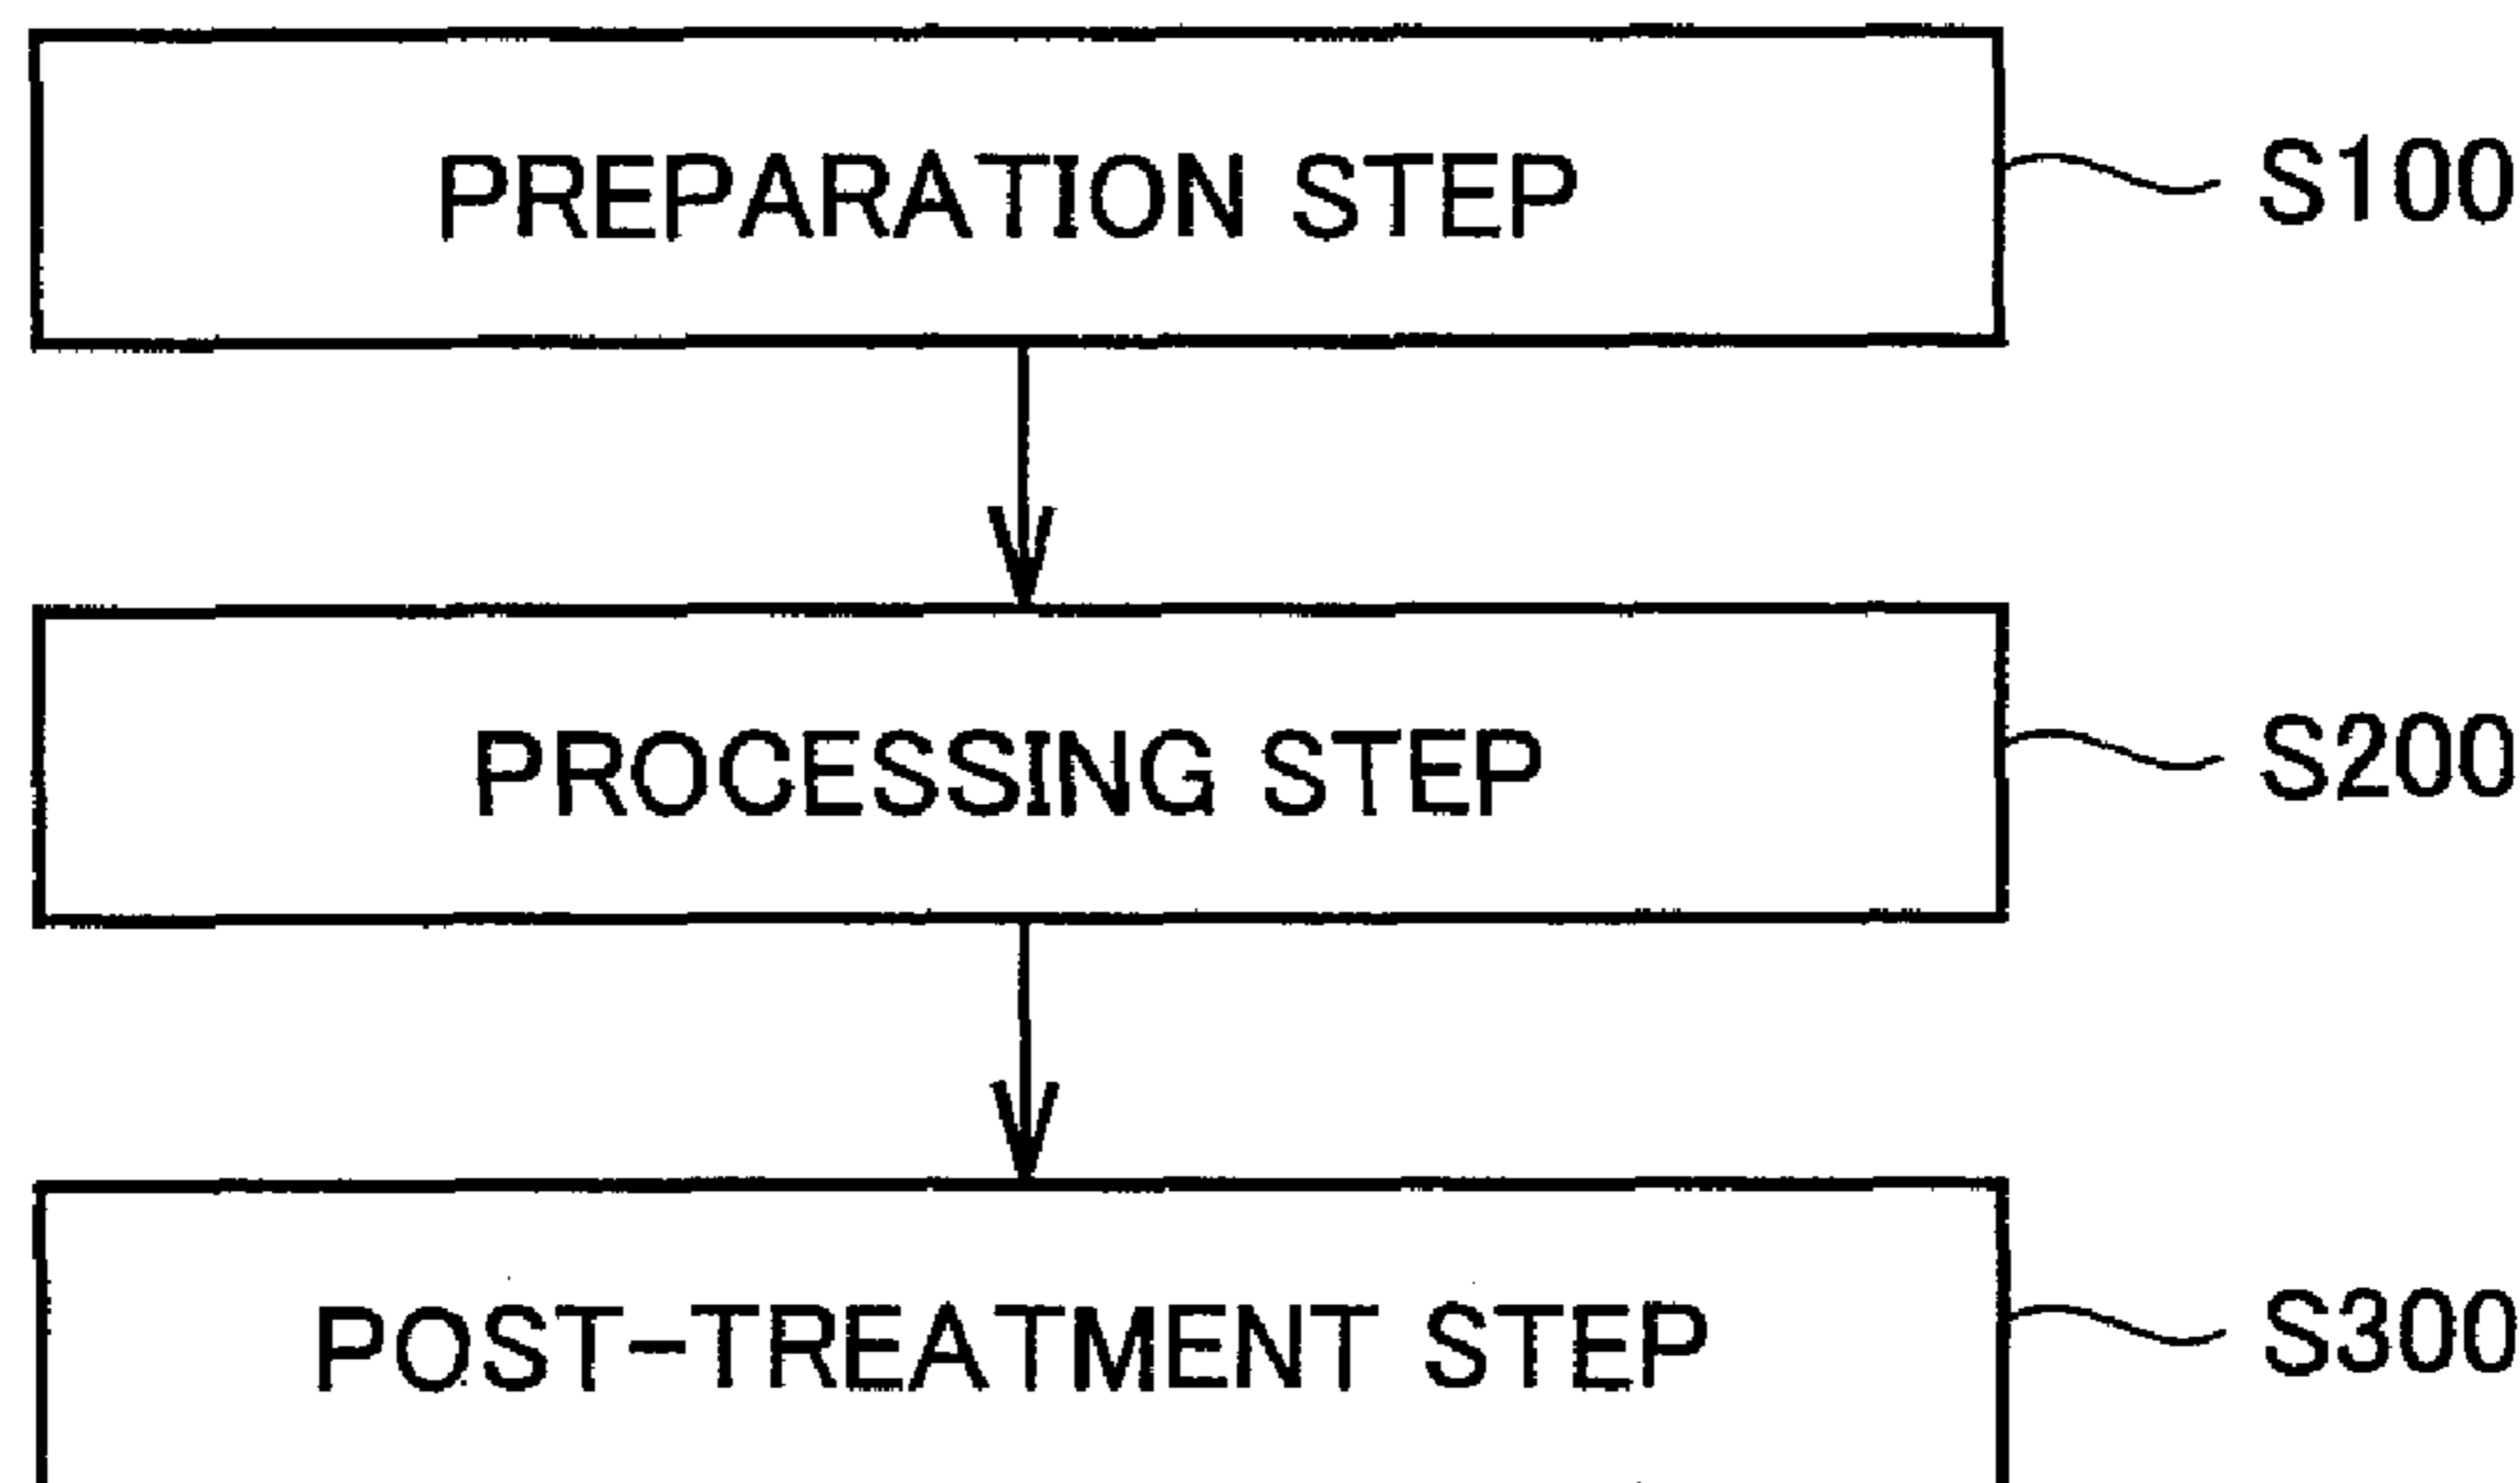 PREPARATION STEP S100
PROCESSING STEP S200
POST-TREATMENT STEP S300